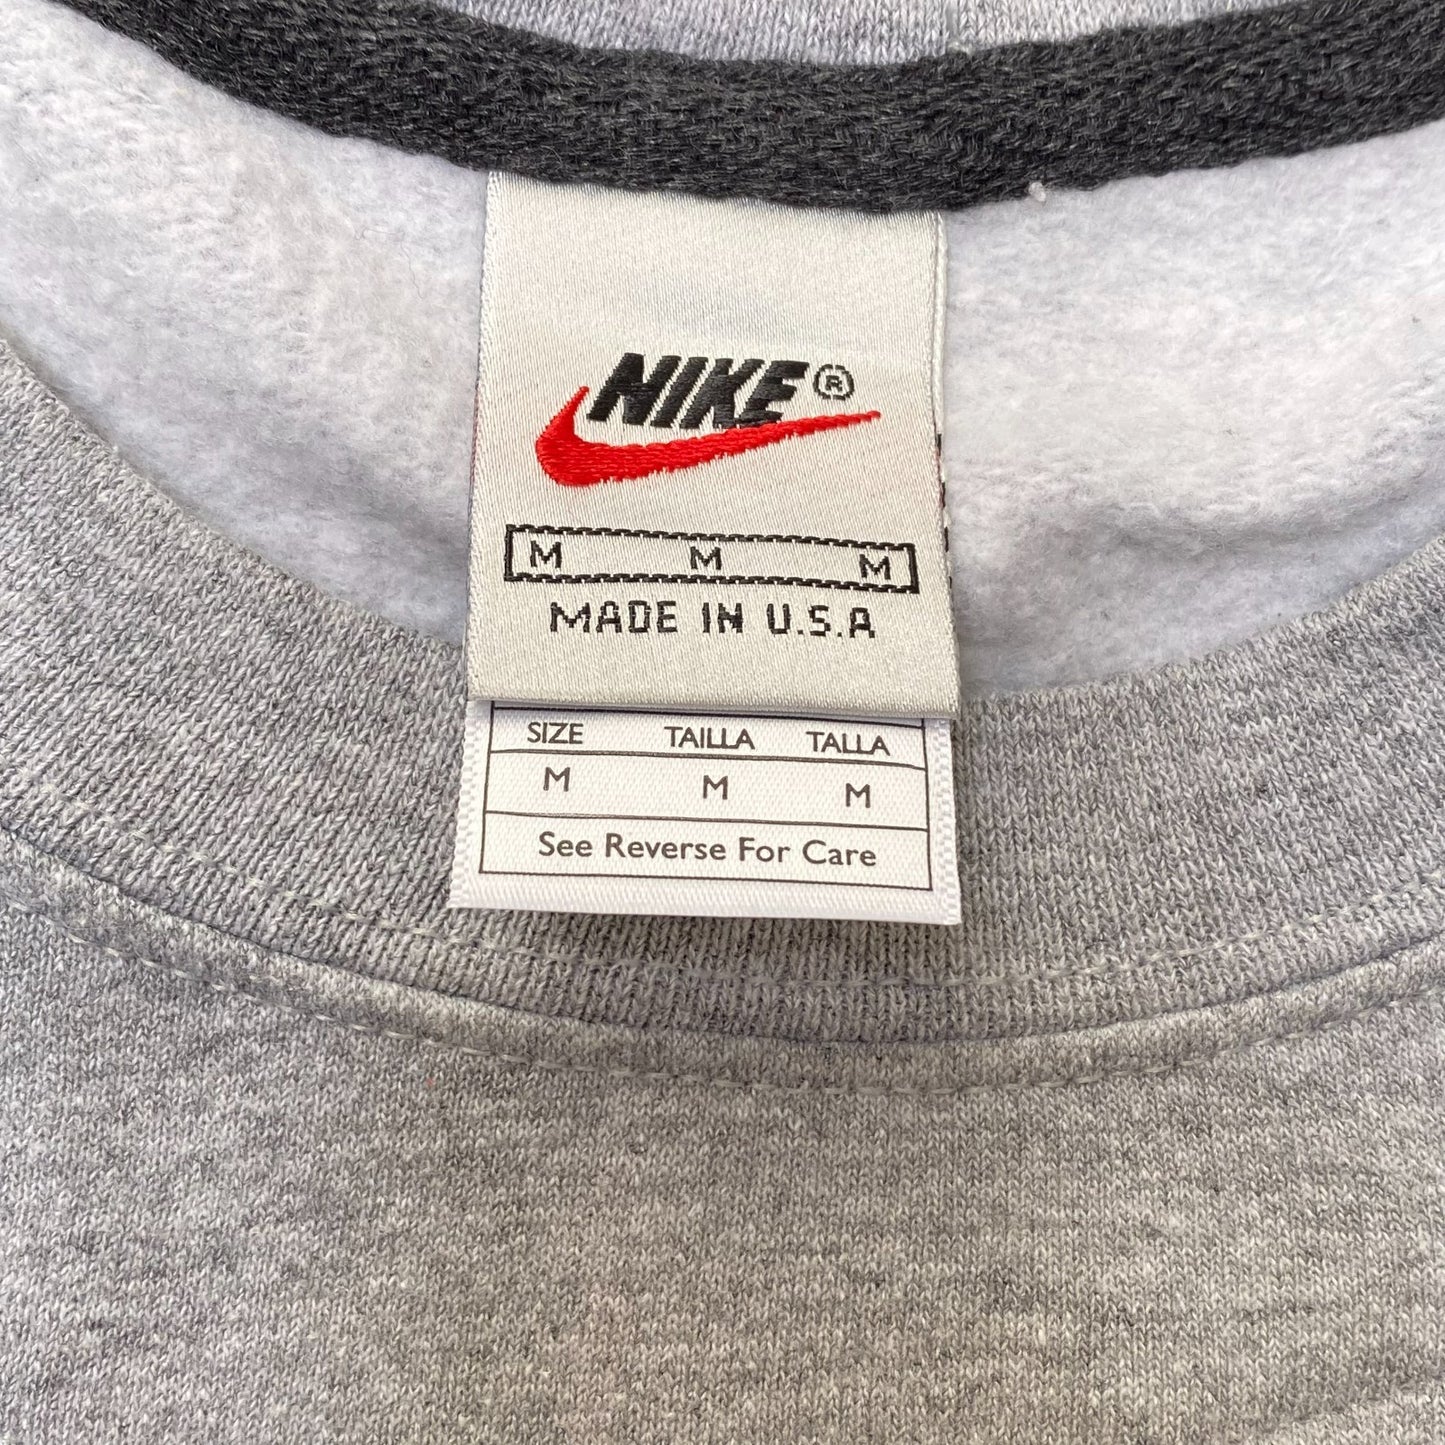 NIKE®
M M M
MADE IN U.S.A
SIZE TAILLA TALLA
M M M
See Reverse For Care